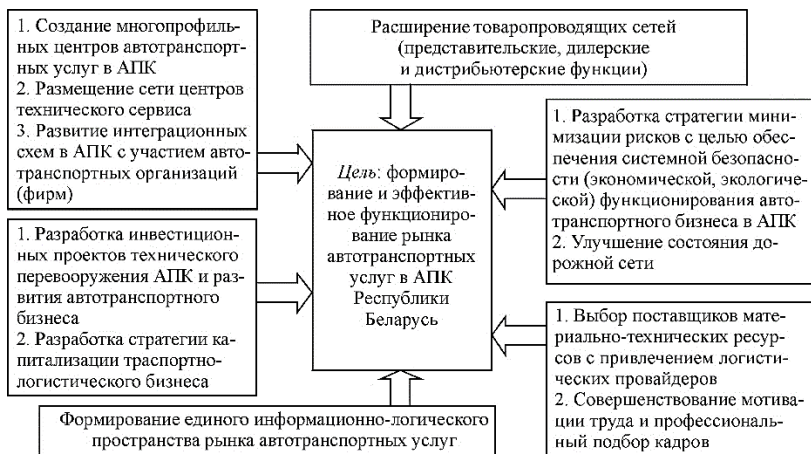 1. Создание многопрофиль-
ных центров автотранспорт-
ных услуг в АПК
2. Размещение сети центров
технического сервиса
3. Развитие интеграционных
схем в АПК с участием авто-
транспортных организаций
(фирм)
Расширение товаропроводящих сетей
(представительские, дилерские
и дистрибьютерские функции)
1. Разработка стратегии мини-
мизации рисков с целью обес-
печения системной безопасно-
сти (экономической, экологиче-
ской) функционирования авто-
транспортного бизнеса в АПК
2. Улучшение состояния до-
рожной сети
Цель: формиро-
вание и эффектив-
ное функциониро-
вание рынка
автотранспортных
услуг в АПК
Республики
Беларусь
1. Разработка инвестицион-
ных проектов технического
перевооружения АПК и раз-
вития автотранспортного
бизнеса
2. Разработка стратегии ка-
питализации траспортно-
логистического бизнеса
1. Выбор поставщиков мате-
риально-технических ресур-
сов с привлечением логисти-
ческих провайдеров
2. Совершенствование мотива-
ции труда и профессиональ-
ный подбор кадров
Формирование единого информационно-логического
пространства рынка автотранспортных услуг